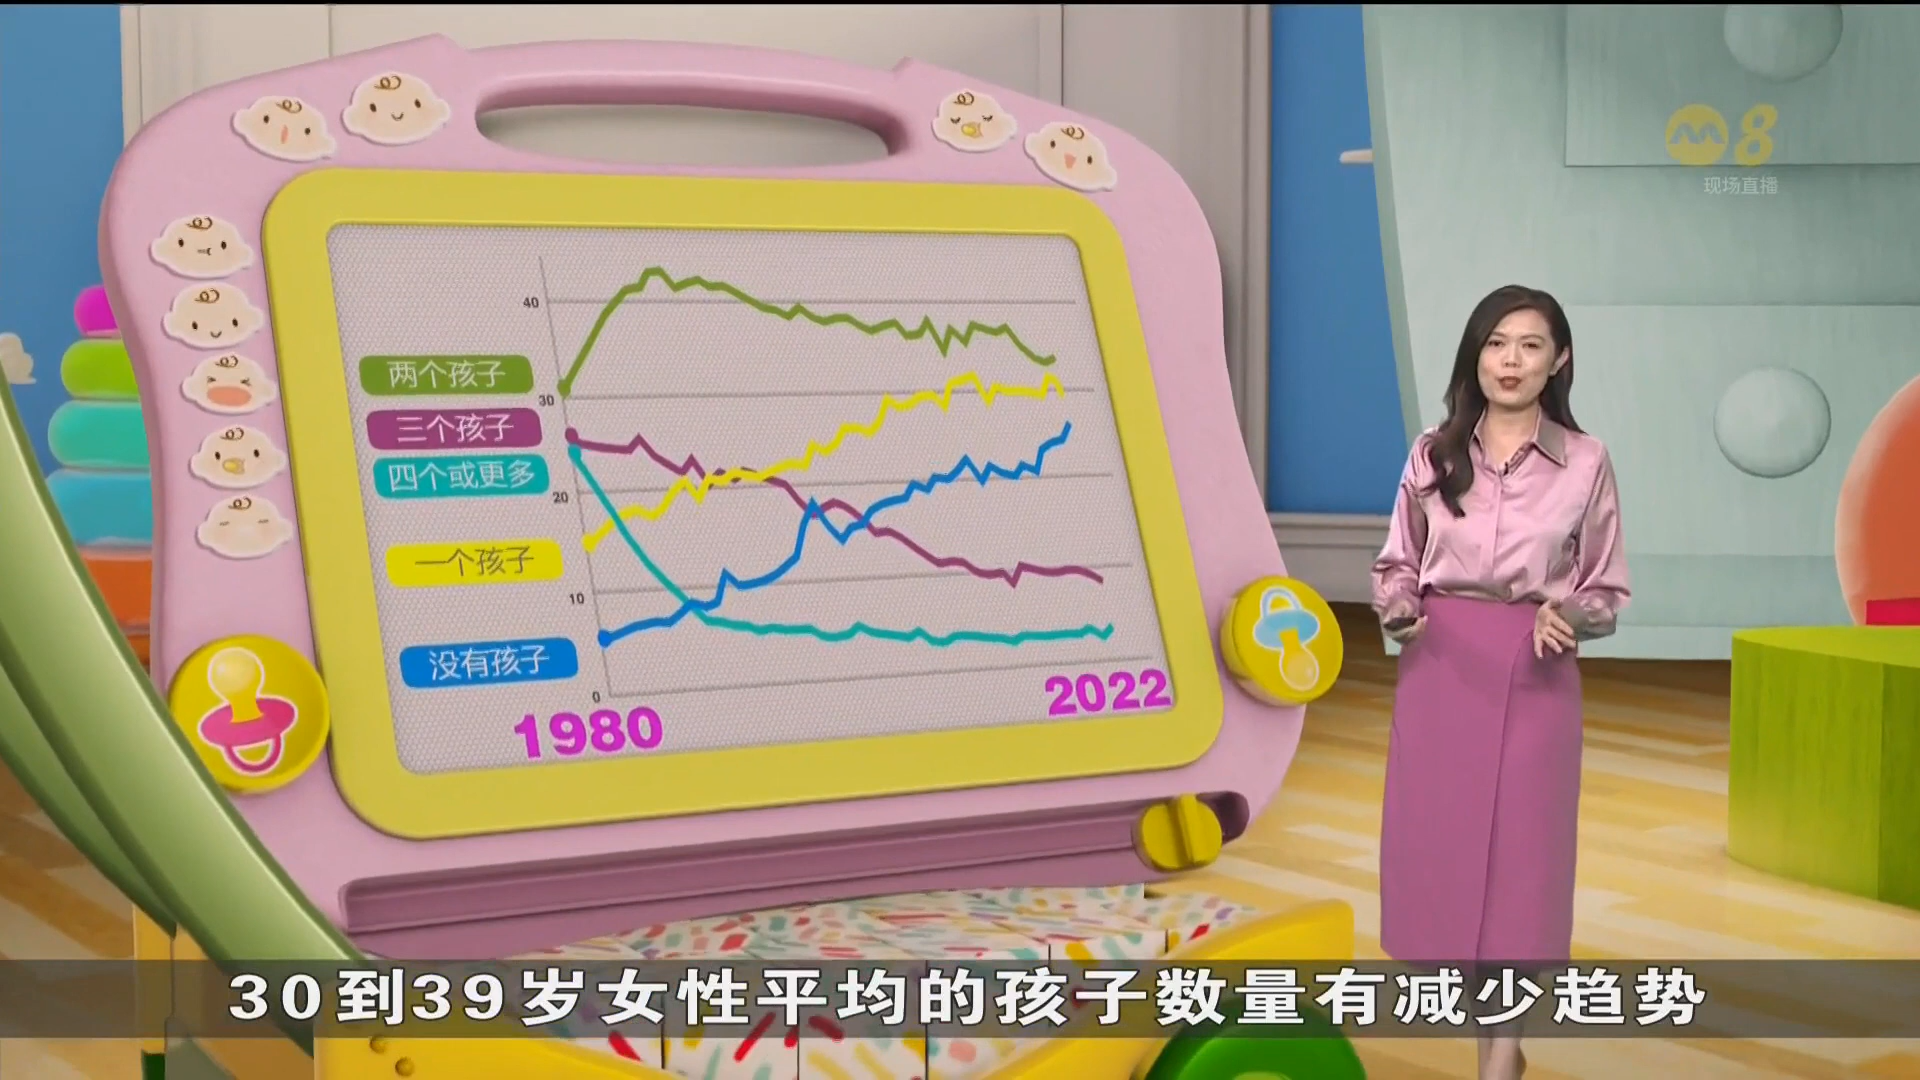 8
现场直播
40
两个孩子
30
三个孩子
四个或更多
20
一个孩子
10
没有孩子
0
1980
2022
30到39岁女性平均的孩子数量有减少趋势